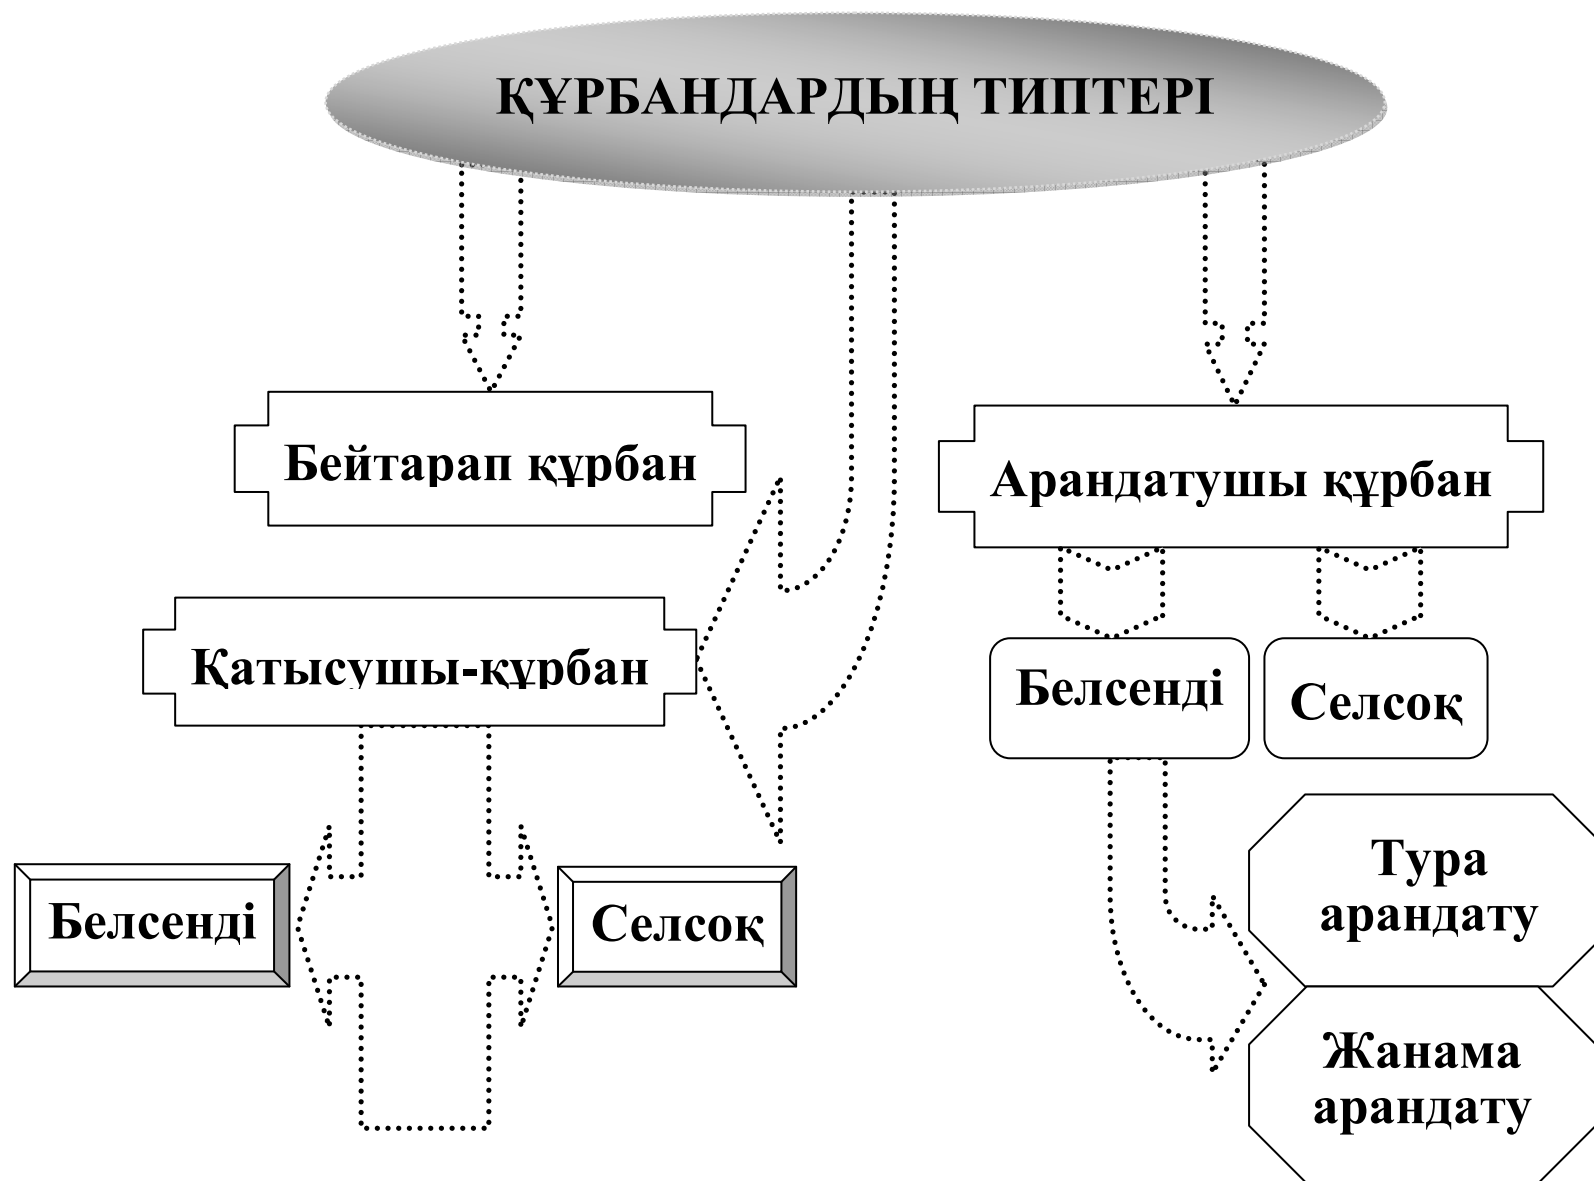 ҚҰРБАНДАРДЫҢ ТИПТЕРІ
Бейтарап құрбан
Арандатушы құрбан
Қатысушы-құрбан
Белсенді
Селсоқ
Белсенді
Селсоқ
Тура
арандату
Жанама
арандату